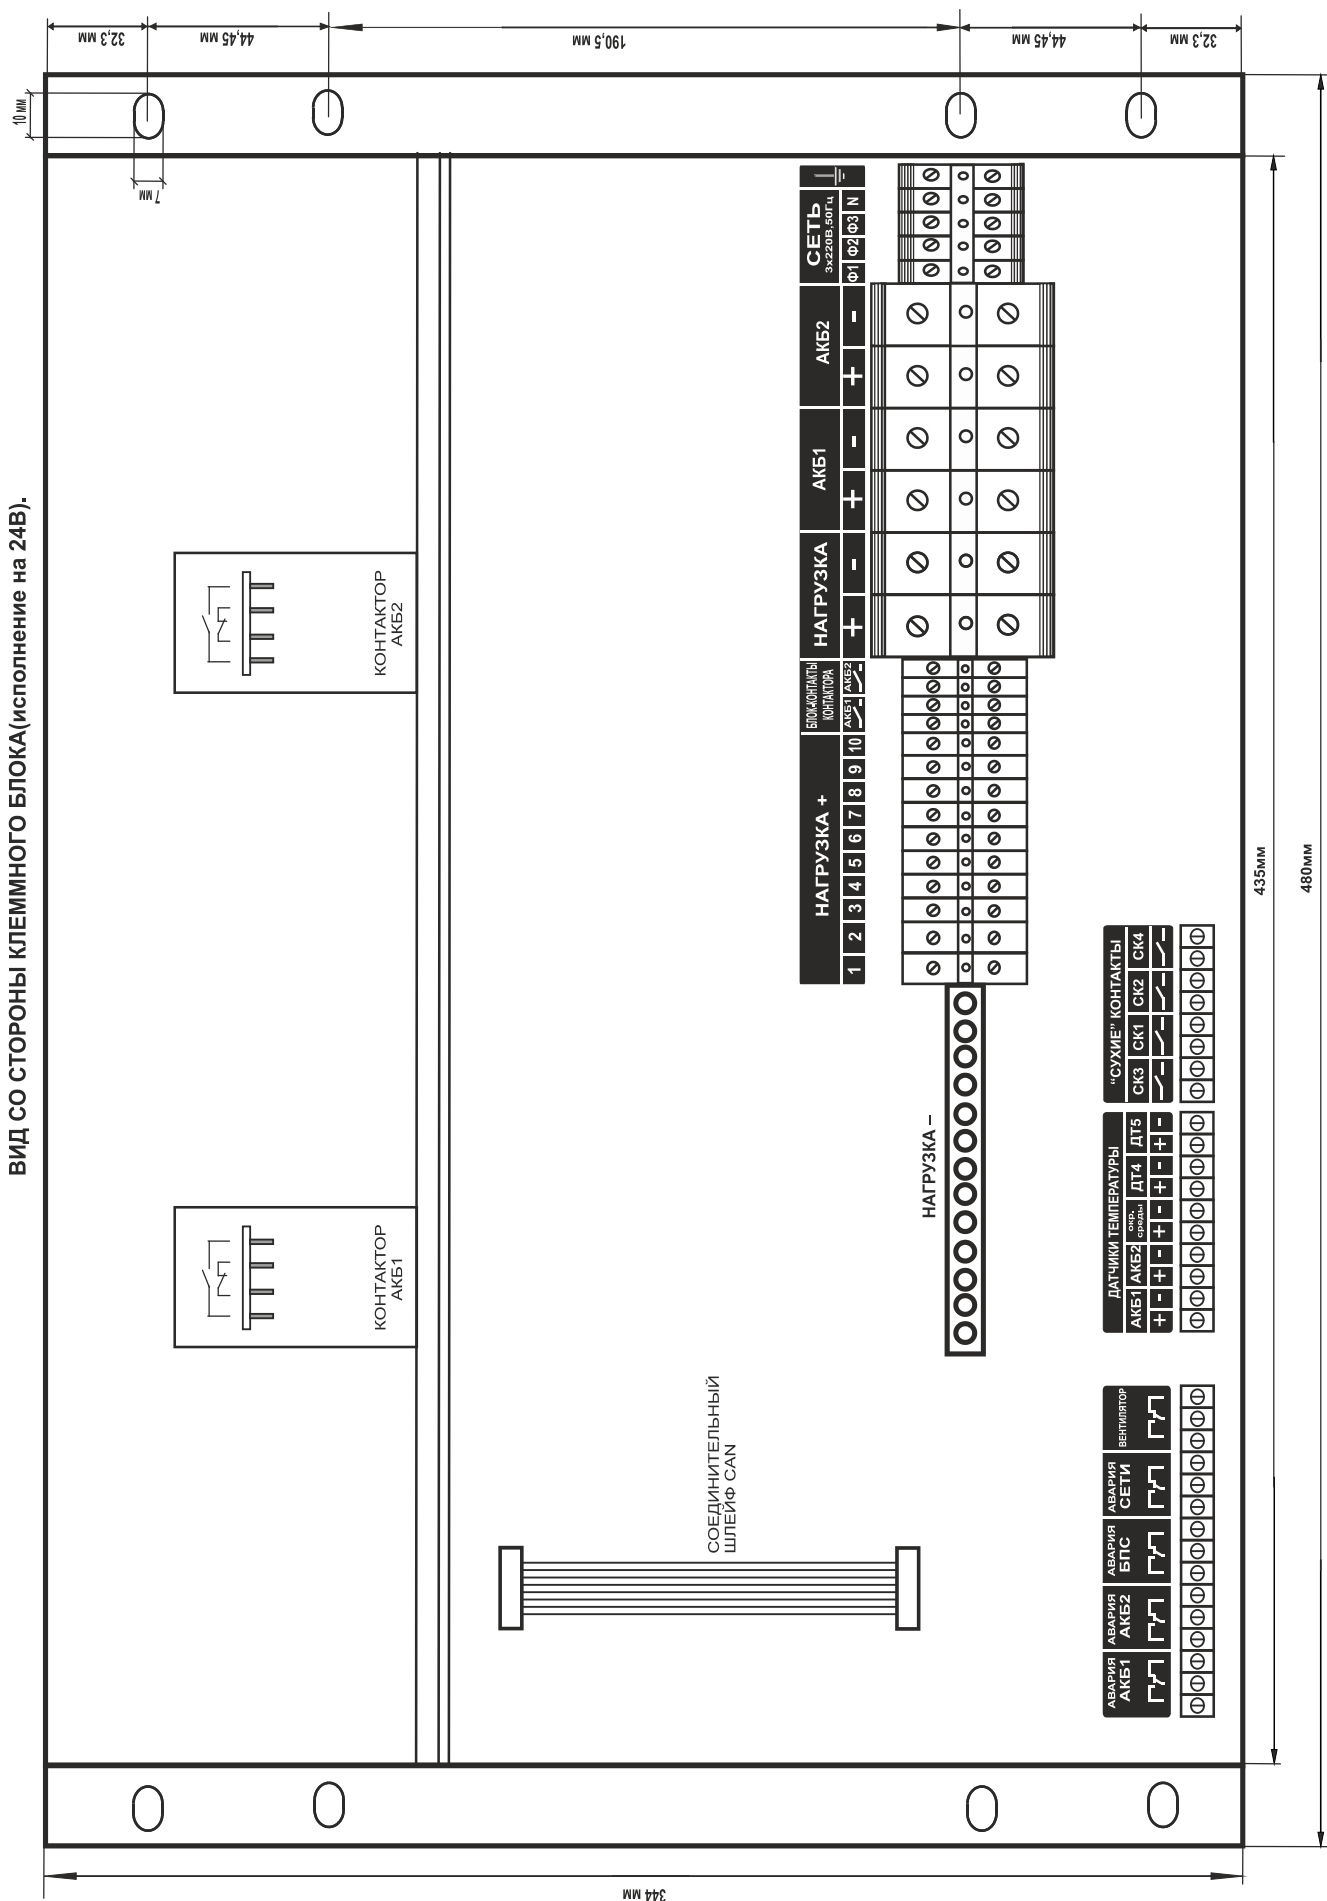 ВИД СО СТОРОНЫ КЛЕММНОГО БЛОКА(исполнение на 24В).
32,3 мм
44,45 мм
190,5 мм
44,45 мм
32,3 мм
10 мм
7 мм
344 мм
435мм
480мм
КОНТАКТОР
АКБ1
КОНТАКТОР
АКБ2
СОЕДИНИТЕЛЬНЫЙ
ШЛЕЙФ CAN
НАГРУЗКА –
НАГРУЗКА +
1 2 3 4 5 6 7 8 9 10
БЛОК-КОНТАКТЫ
КОНТАКТОРА
АКБ1 АКБ2
НАГРУЗКА
+ -
АКБ1
+ -
АКБ2
+ -
СЕТЬ
3х220В,50Гц
Ф1 Ф2 Ф3 N
АВАРИЯ
АКБ1
АВАРИЯ
АКБ2
АВАРИЯ
БПС
АВАРИЯ
СЕТИ
ВЕНТИЛЯТОР
ДАТЧИКИ ТЕМПЕРАТУРЫ
АКБ1 АКБ2 окр. среды ДТ4 ДТ5
+ - + - + - + - + -
“СУХИЕ” КОНТАКТЫ
СК3 СК1 СК2 СК4